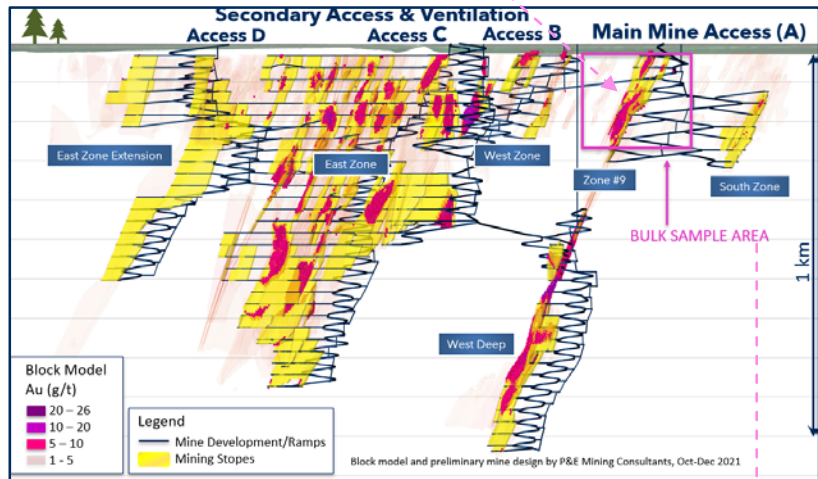 Secondary Access & Ventilation
Access D
Access C
Access B
Main Mine Access (A)
East Zone Extension
East Zone
West Zone
Zone #9
South Zone
BULK SAMPLE AREA
1 km
West Deep
Block Model
Au (g/t)
20 – 26
10 – 20
5 – 10
1 - 5
Legend
Mine Development/Ramps
Mining Stopes
Block model and preliminary mine design by P&E Mining Consultants, Oct-Dec 2021